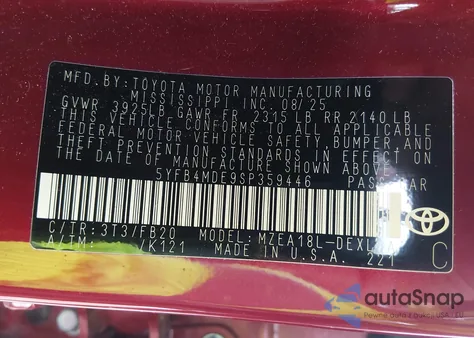 MFD.BY:TOYOTA MOTOR MANUFACTURING
MISSISSIPPI INC. 08/25
GVWR 3925LB GAWR FR 2315 LB RR 2140 LB
THIS VEHICLE CONFORMS TO ALL APPLICABLE
FEDERAL MOTOR VEHICLE SAFETY, BUMPER, AND
THEFT PREVENTION STANDARDS IN EFFECT ON
THE DATE OF MANUFACTURE SHOWN ABOVE.
5YFB4MDE9SP359446
C/TR: 3T3/FB20 MODEL: MZEA18L-
A/TM: /K121 MADE IN U.S.A. 221
TOYOTA
C
autoSnap